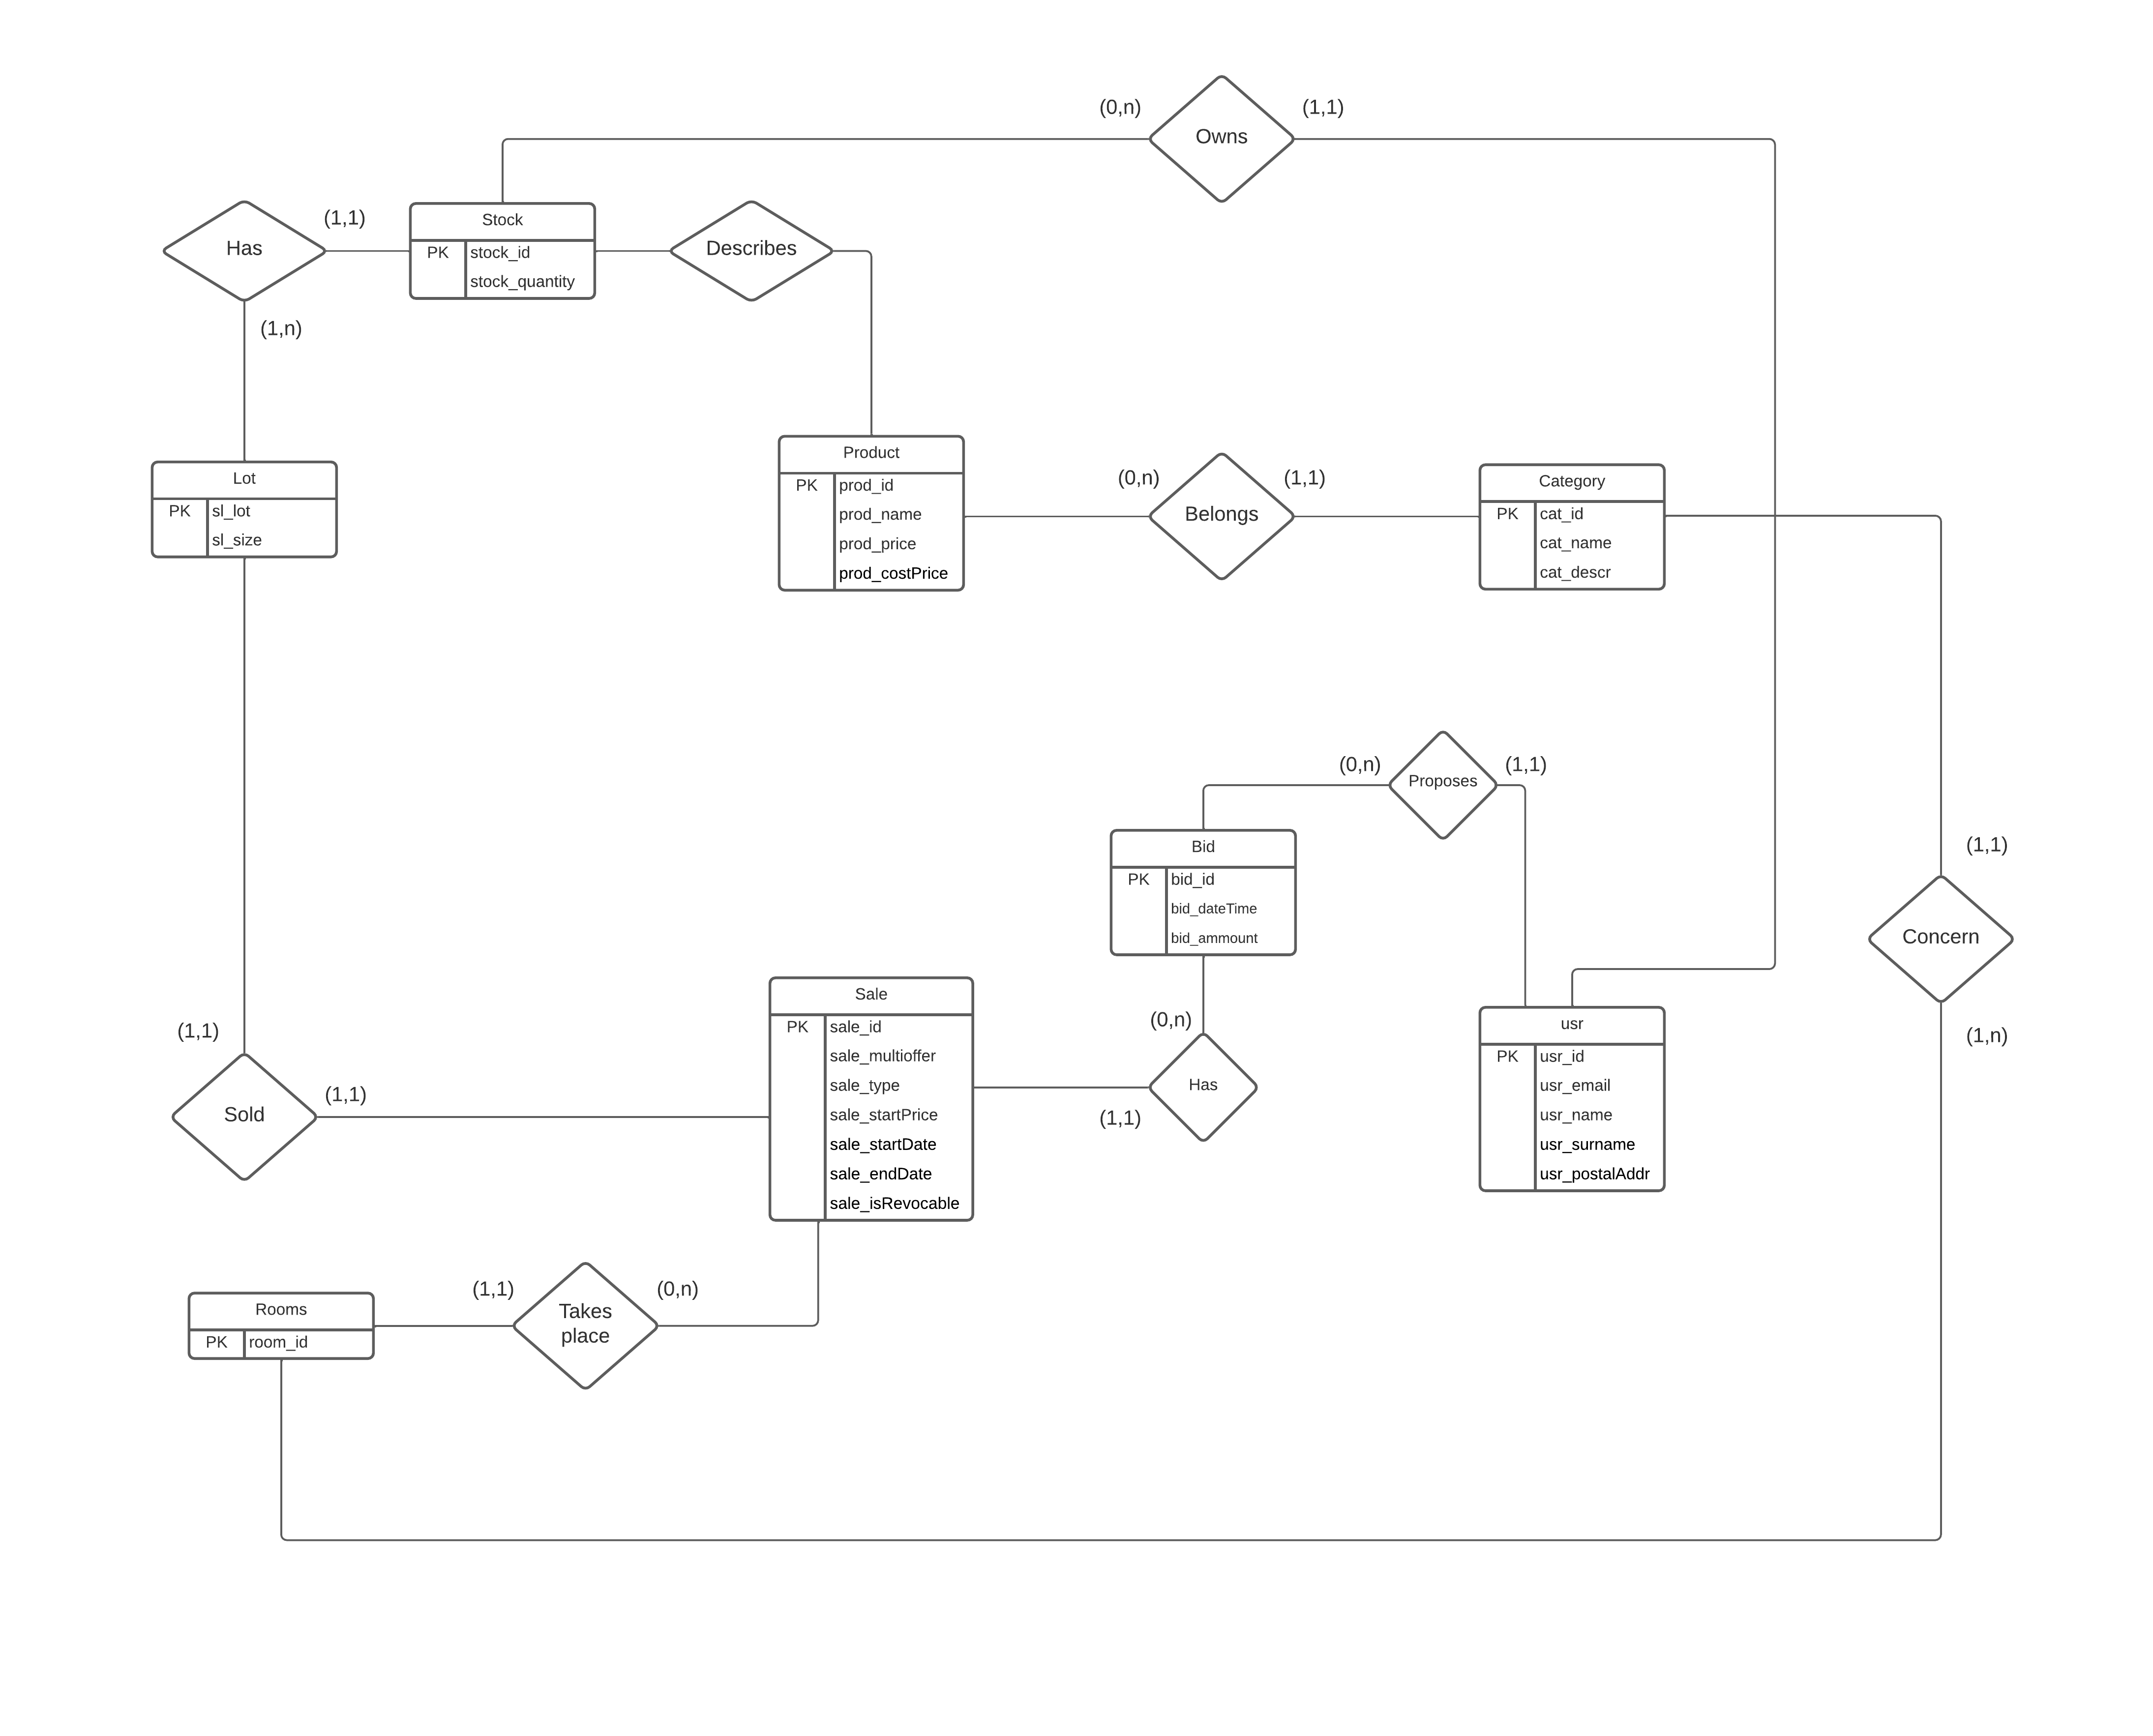 (0,n)
Owns
(1,1)
Has
(1,1)
Stock
PK stock_id
stock_quantity
Describes
(1,n)
Lot
PK sl_lot
sl_size
Product
PK prod_id
prod_name
prod_price
prod_costPrice
(0,n)
Belongs
(1,1)
Category
PK cat_id
cat_name
cat_descr
(0,n)
Proposes
(1,1)
Bid
PK bid_id
bid_dateTime
bid_ammount
(1,1)
Concern
(1,n)
Sale
PK sale_id
sale_multioffer
sale_type
sale_startPrice
sale_startDate
sale_endDate
sale_isRevocable
(0,n)
Has
(1,1)
usr
PK usr_id
usr_email
usr_name
usr_surname
usr_postalAddr
(1,1)
Sold
(1,1)
Rooms
PK room_id
(1,1)
Takes
place
(0,n)